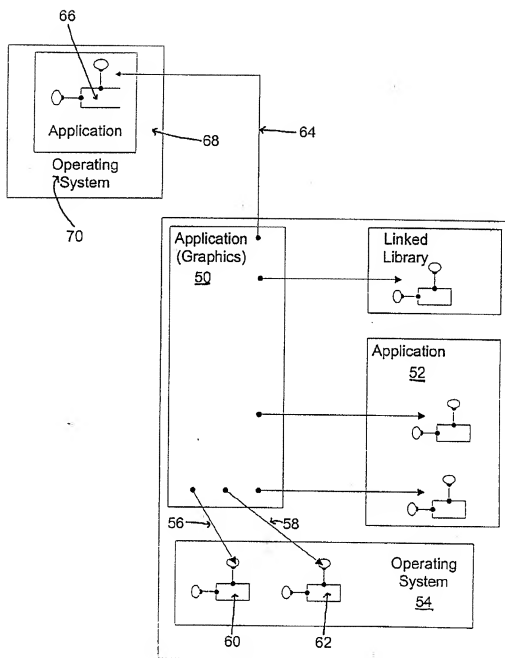 66
Application
68
64
Operating
System
70
Application
(Graphics)
50
Linked
Library
Application
52
56
58
Operating
System
54
60
62